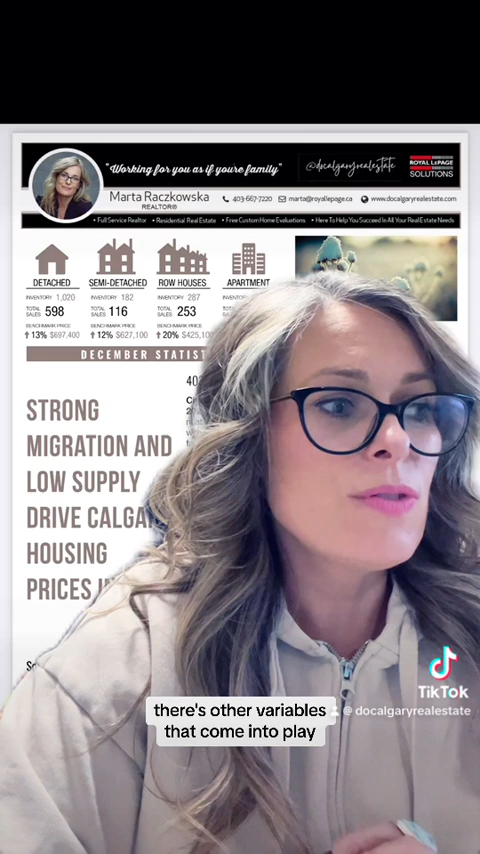 "Working for you as if youre family"
@docalgaryrealestate
ROYAL LEPAGE
SOLUTIONS
Marta Raczkowska
REALTOR®
403-667-7220
marta@royallepage.ca
www.docalgaryrealestate.com
• Full Service Realtor • Residential Real Estate • Free Custom Home Evaluations • Here To Help You Succeed In All Your Real Estate Needs
DETACHED SEMI-DETACHED ROW HOUSES APARTMENT
INVENTORY 1,020 INVENTORY 182 INVENTORY 287 INVENTORY
TOTAL SALES 598 TOTAL SALES 116 TOTAL SALES 253 TOTAL SALES
BENCHMARK PRICE BENCHMARK PRICE BENCHMARK PRICE
13% $697,400 12% $627,100 20% $425,10
DECEMBER STATIST
40
STRONG
MIGRATION AND
LOW SUPPLY
DRIVE CALGA
HOUSING
PRICES
there's other variables
that come into play
TikTok
@ docalgaryrealestate